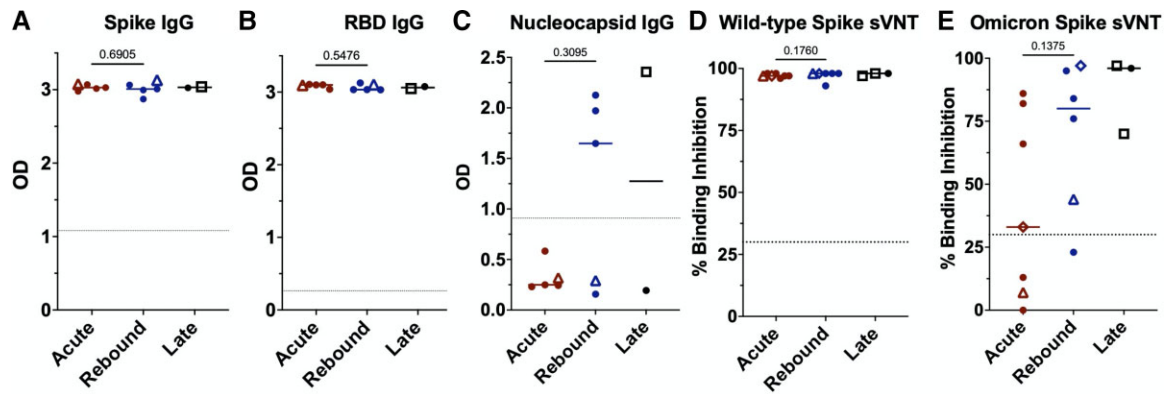 A Spike IgG
0.6905
OD
3
2
1
0
Acute
Rebound
Late
B RBD IgG
0.5476
OD
3
2
1
0
Acute
Rebound
Late
C Nucleocapsid IgG
0.3095
OD
2.5
2.0
1.5
1.0
0.5
0.0
Acute
Rebound
Late
D Wild-type Spike sVNT
0.1760
% Binding Inhibition
100
75
50
25
0
Acute
Rebound
Late
E Omicron Spike sVNT
0.1375
% Binding Inihibition
100
75
50
25
0
Acute
Rebound
Late